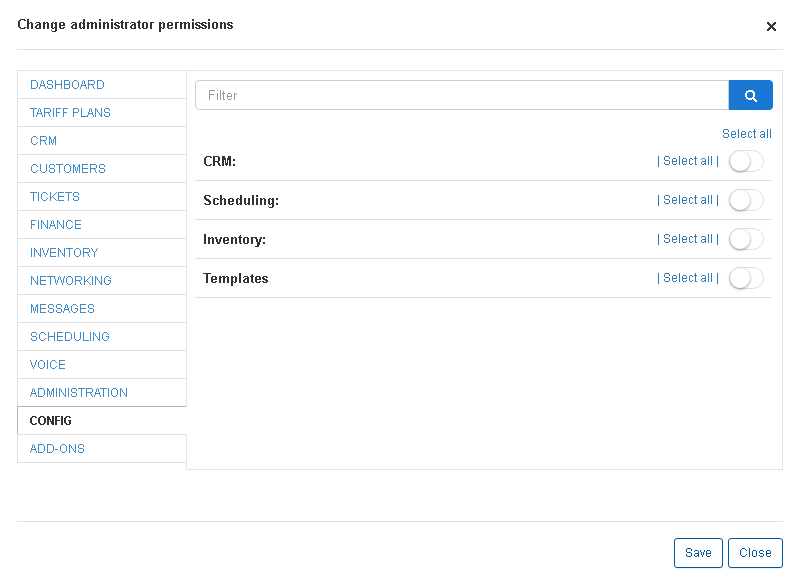 Change administrator permissions
DASHBOARD
TARIFF PLANS
CRM
CUSTOMERS
TICKETS
FINANCE
INVENTORY
NETWORKING
MESSAGES
SCHEDULING
VOICE
ADMINISTRATION
CONFIG
ADD-ONS
Filter
Select all
CRM: | Select all |
Scheduling: | Select all |
Inventory: | Select all |
Templates | Select all |
Save Close